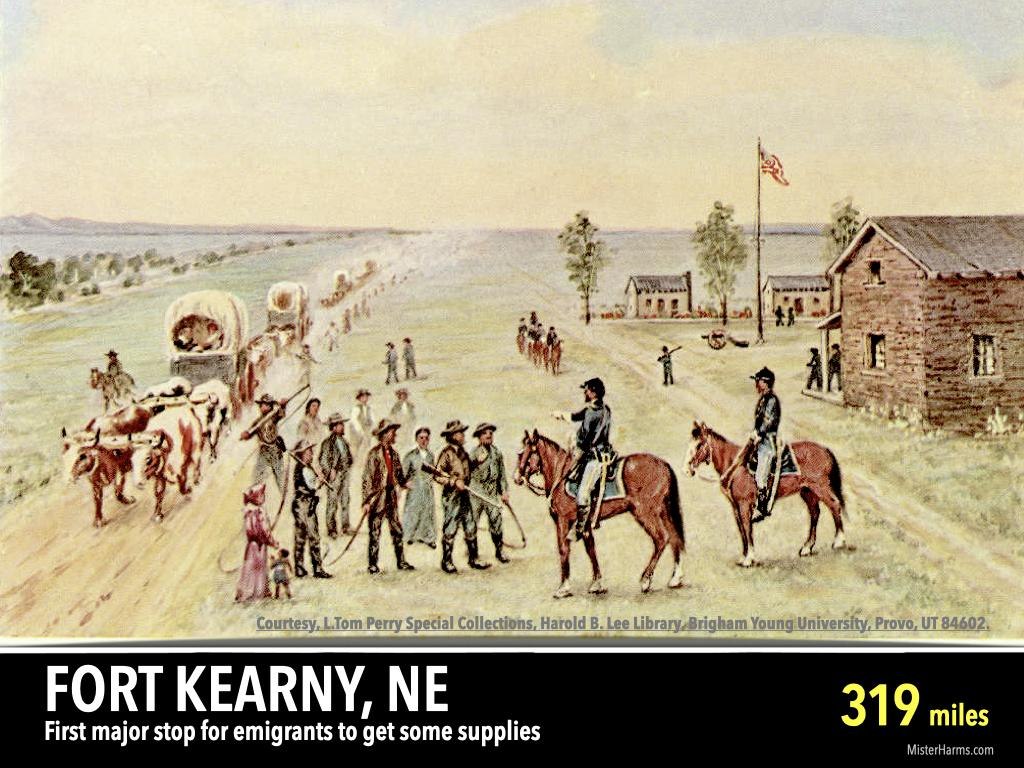 Courtesy, L.Tom Perry Special Collections, Harold B. Lee Library, Brigham Young University, Provo, UT 84602.
FORT KEARNY, NE
First major stop for emigrants to get some supplies
319 miles
MisterHarms.com